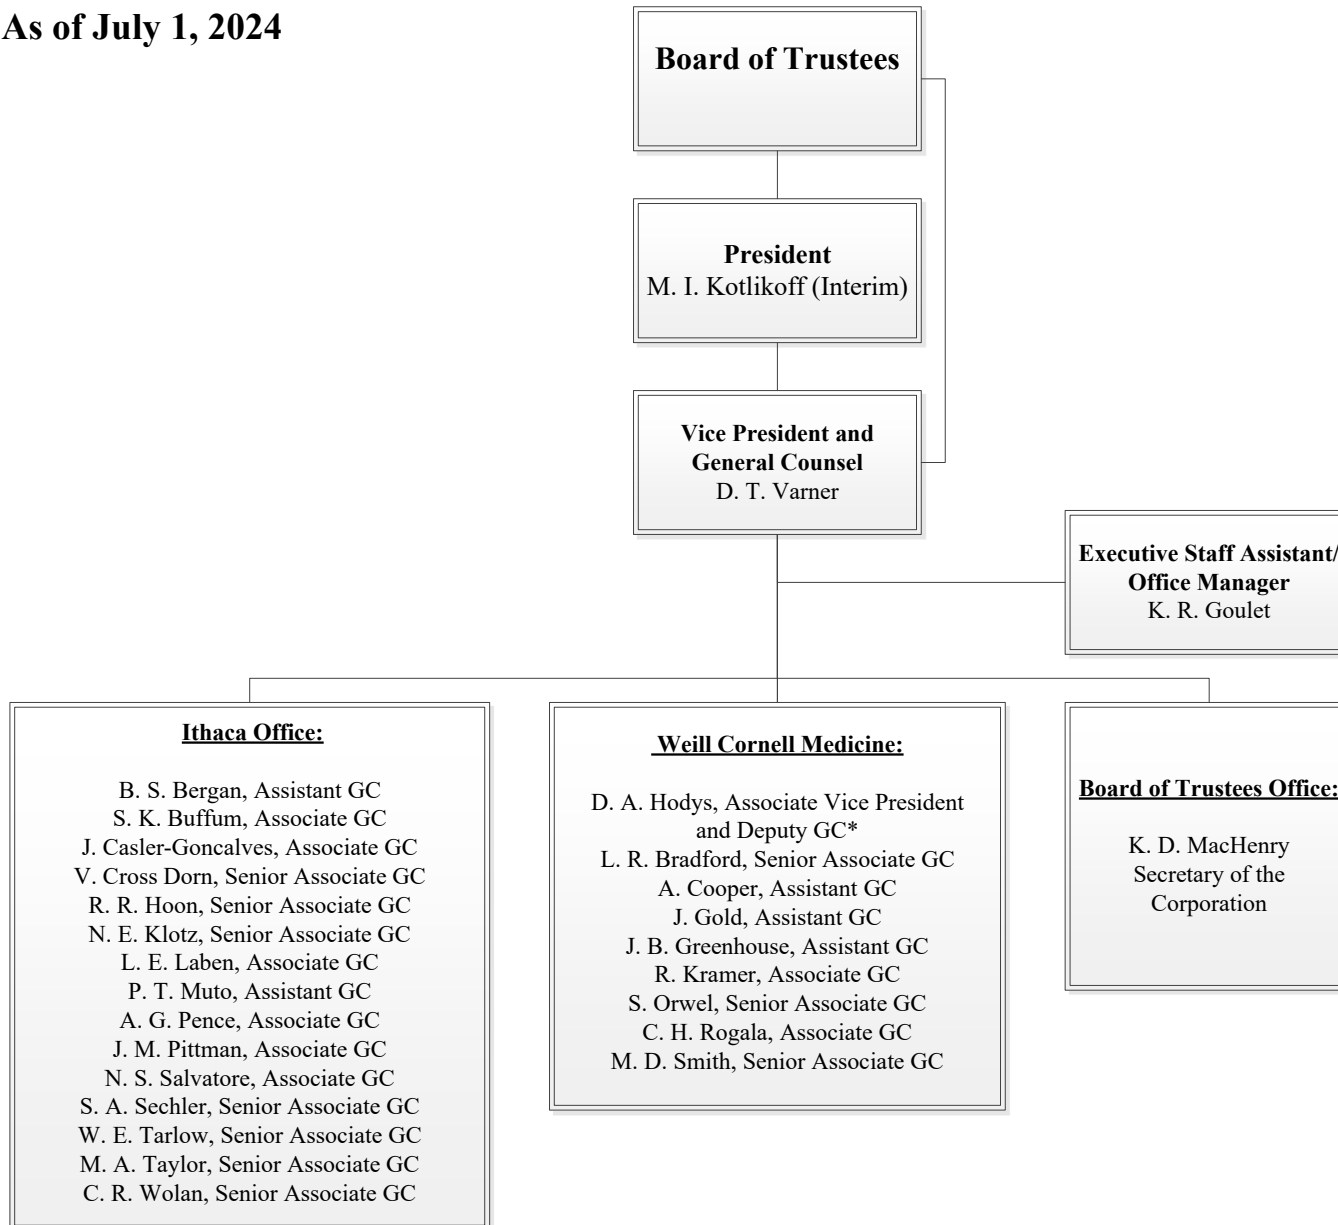 As of July 1, 2024
Board of Trustees
President
M. I. Kotlikoff (Interim)
Vice President and
General Counsel
D. T. Varner
Executive Staff Assistant/
Office Manager
K. R. Goulet
Ithaca Office:
B. S. Bergan, Assistant GC
S. K. Buffum, Associate GC
J. Casler-Goncalves, Associate GC
V. Cross Dorn, Senior Associate GC
R. R. Hoon, Senior Associate GC
N. E. Klotz, Senior Associate GC
L. E. Laben, Associate GC
P. T. Muto, Assistant GC
A. G. Pence, Associate GC
J. M. Pittman, Associate GC
N. S. Salvatore, Associate GC
S. A. Sechler, Senior Associate GC
W. E. Tarlow, Senior Associate GC
M. A. Taylor, Senior Associate GC
C. R. Wolan, Senior Associate GC
Weill Cornell Medicine:
D. A. Hodys, Associate Vice President
and Deputy GC*
L. R. Bradford, Senior Associate GC
A. Cooper, Assistant GC
J. Gold, Assistant GC
J. B. Greenhouse, Assistant GC
R. Kramer, Associate GC
S. Orwel, Senior Associate GC
C. H. Rogala, Associate GC
M. D. Smith, Senior Associate GC
Board of Trustees Office:
K. D. MacHenry
Secretary of the
Corporation